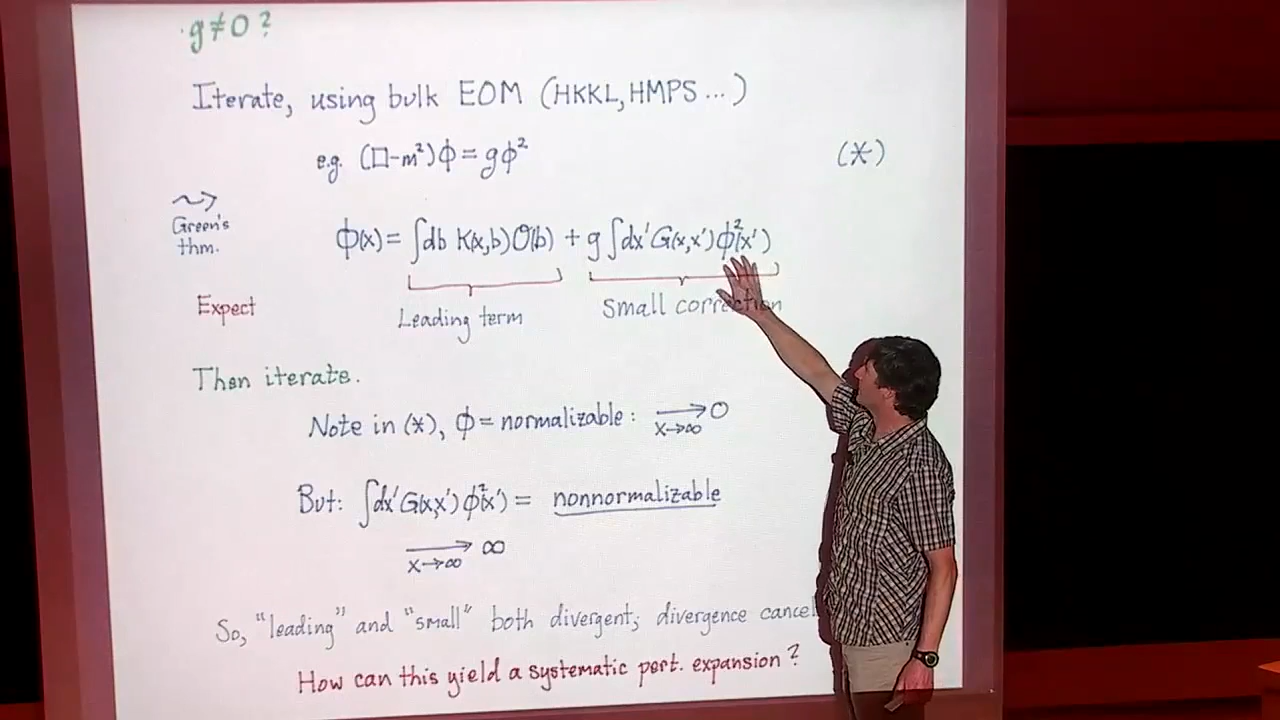 · g≠0 ?
Iterate, using bulk EOM (HKKL, HMPS ... )
e.g. (□-m²)ϕ = gϕ² (*)
⇝ Green's thm. ϕ(x) = ∫db K(x,b)O(b) + g∫dx'G(x,x')ϕ²(x')
Expect Leading term Small correction
Then iterate.
Note in (*), ϕ = normalizable : ⟶ 0
x→∞
But: ∫dx'G(x,x')ϕ²(x') = nonnormalizable
⟶ ∞
x→∞
So, "leading" and "small" both divergent; divergence cancel
How can this yield a systematic pert. expansion ?